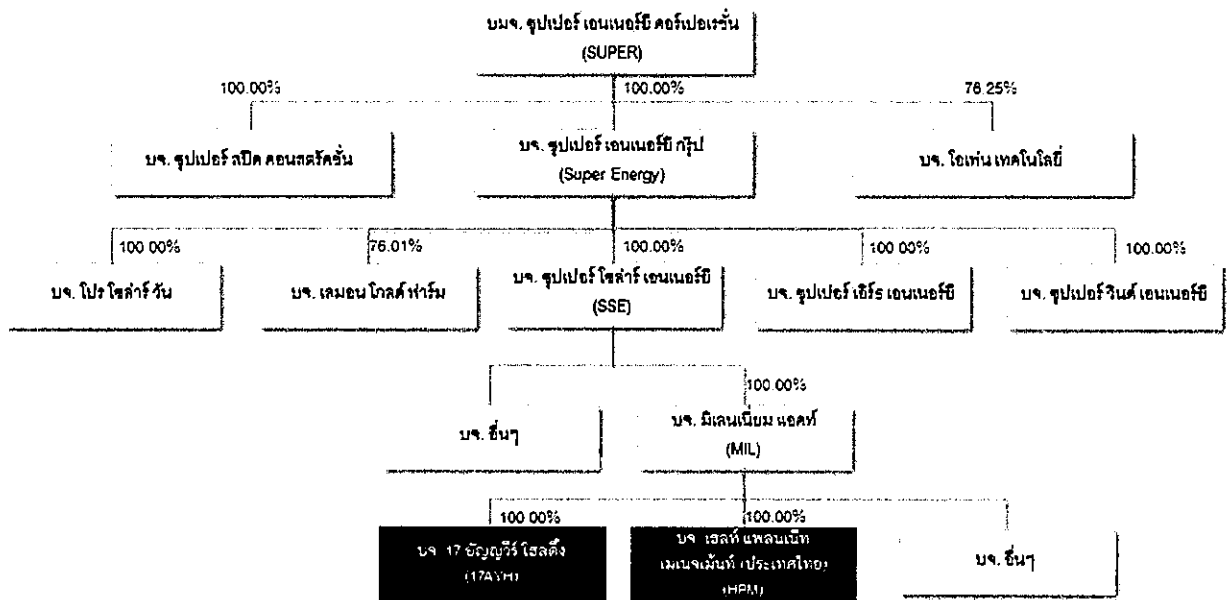 บมจ. ซุปเปอร์ เอนเนอร์ยี คอร์เปอเรชั่น
(SUPER)
100.00%
100.00%
76.25%
บจ. ซุปเปอร์ สปีด คอนสตรัคชั่น
บจ. ซุปเปอร์ เอนเนอร์ยี กรุ๊ป
(Super Energy)
บจ. โอเท่น เทคโนโลยี่
100.00%
76.01%
100.00%
100.00%
100.00%
บจ. โปร โซล่าร์ วัน
บจ. เลมอน โกลด์ ฟาร์ม
บจ. ซุปเปอร์ โซล่าร์ เอนเนอร์ยี
(SSE)
บจ. ซุปเปอร์ เอิร์ธ เอนเนอร์ยี
บจ. ซุปเปอร์ วินด์ เอนเนอร์ยี
100.00%
บจ. อื่นๆ
บจ. มิเลนเนี่ยม แอคท์
(MIL)
100.00%
100.00%
บจ. 17 อัญญวีร์ โฮลดิ้ง
(17AYH)
บจ. เฮลท์ แพลนเน็ท
เมเนจเม้นท์ (ประเทศไทย)
(HPM)
บจ. อื่นๆ